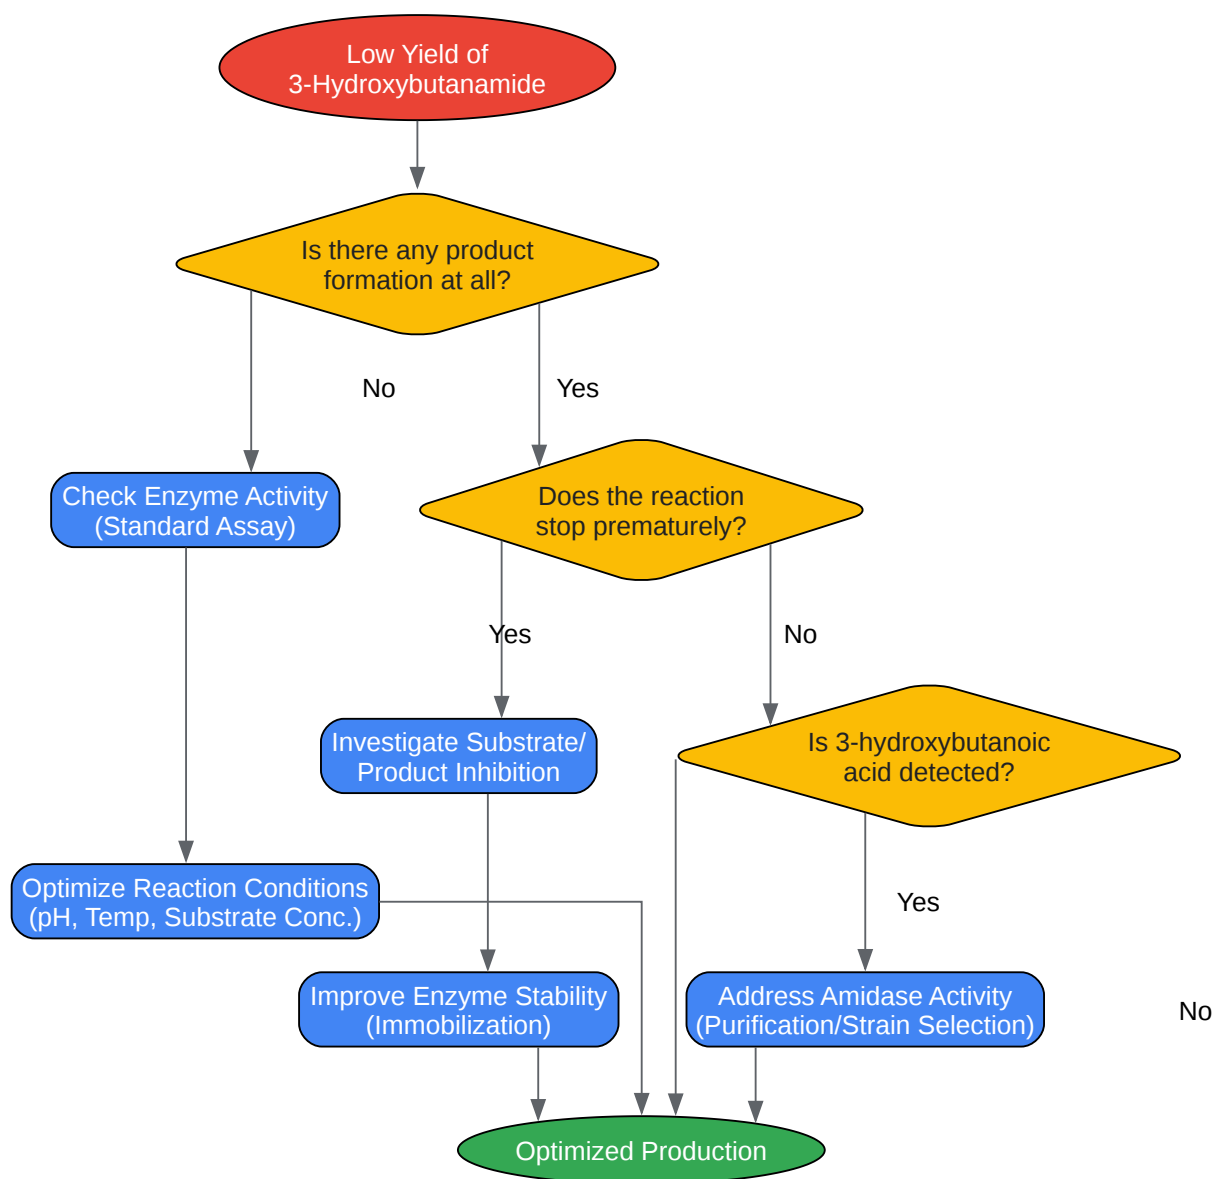 Low Yield of
3-Hydroxybutanamide
Is there any product
formation at all?
No
Yes
Check Enzyme Activity
(Standard Assay)
Does the reaction
stop prematurely?
Yes
No
Investigate Substrate/
Product Inhibition
Is 3-hydroxybutanoic
acid detected?
Optimize Reaction Conditions
(pH, Temp, Substrate Conc.)
Yes
Improve Enzyme Stability
(Immobilization)
Address Amidase Activity
(Purification/Strain Selection)
No
Optimized Production